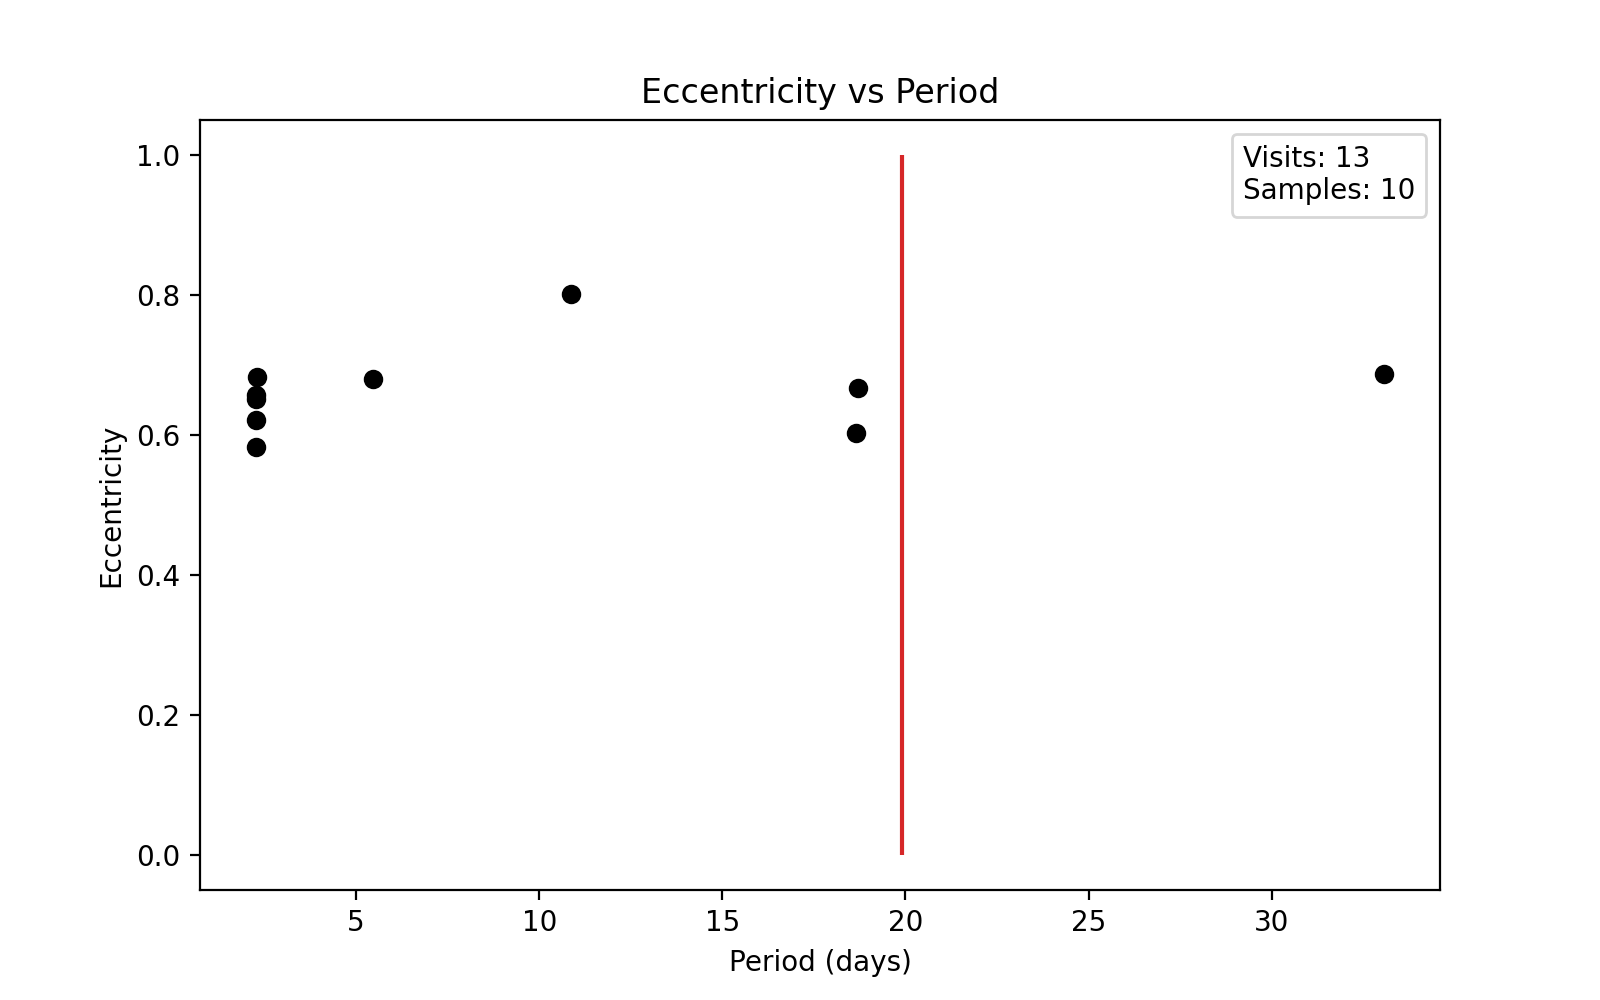 Eccentricity vs Period
Visits: 13
Samples: 10
1.0
0.8
0.6
0.4
0.2
0.0
Eccentricity
5 10 15 20 25 30
Period (days)